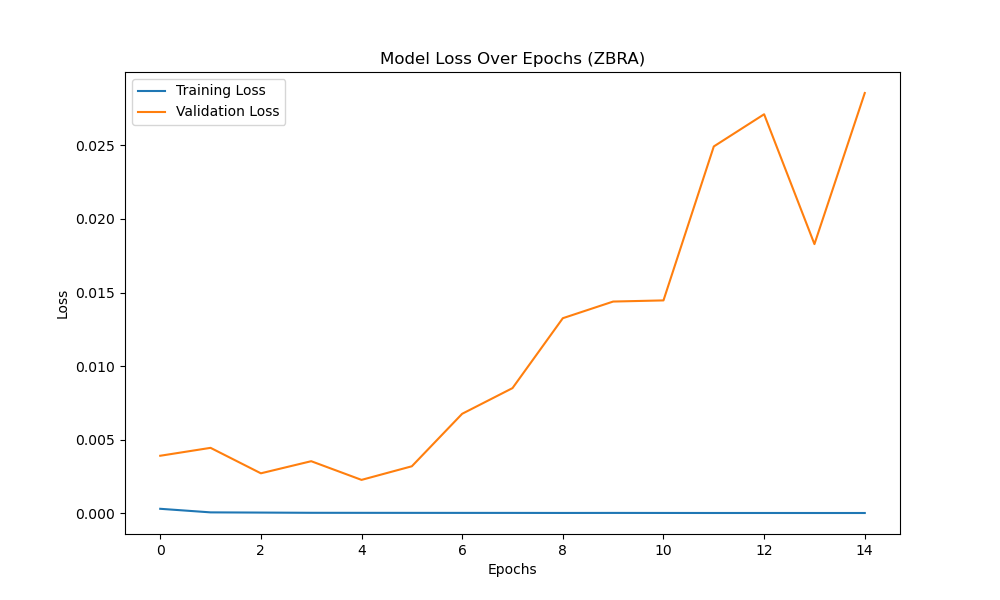 Model Loss Over Epochs (ZBRA)
Training Loss
Validation Loss
0.025
0.020
0.015
0.010
0.005
0.000
Loss
0 2 4 6 8 10 12 14
Epochs